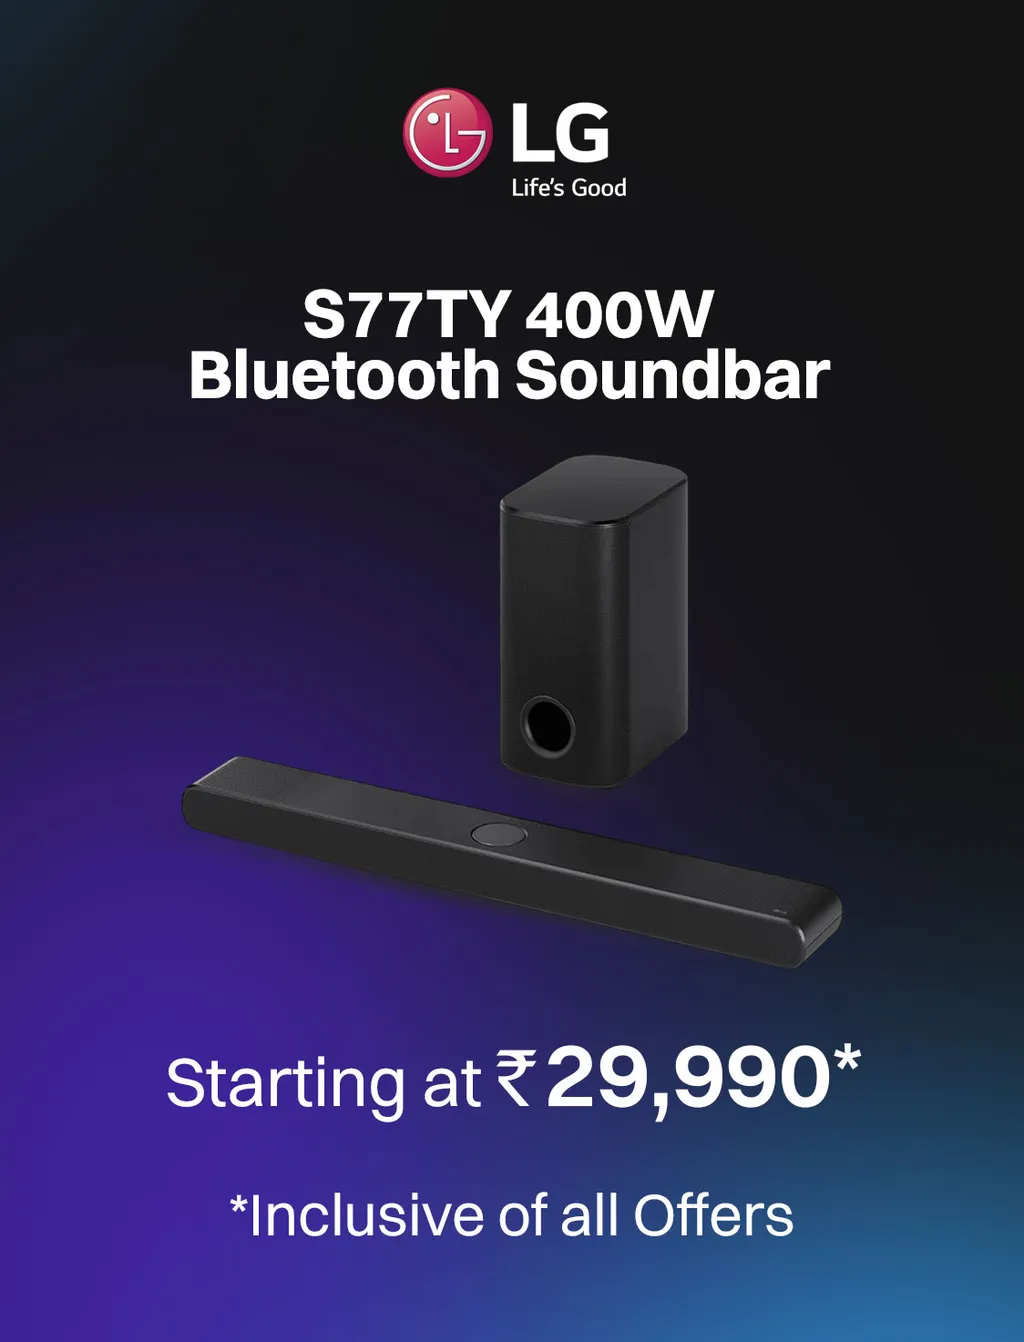 LG
Life's Good
S77TY 400W
Bluetooth Soundbar
Starting at ₹29,990*
*Inclusive of all Offers